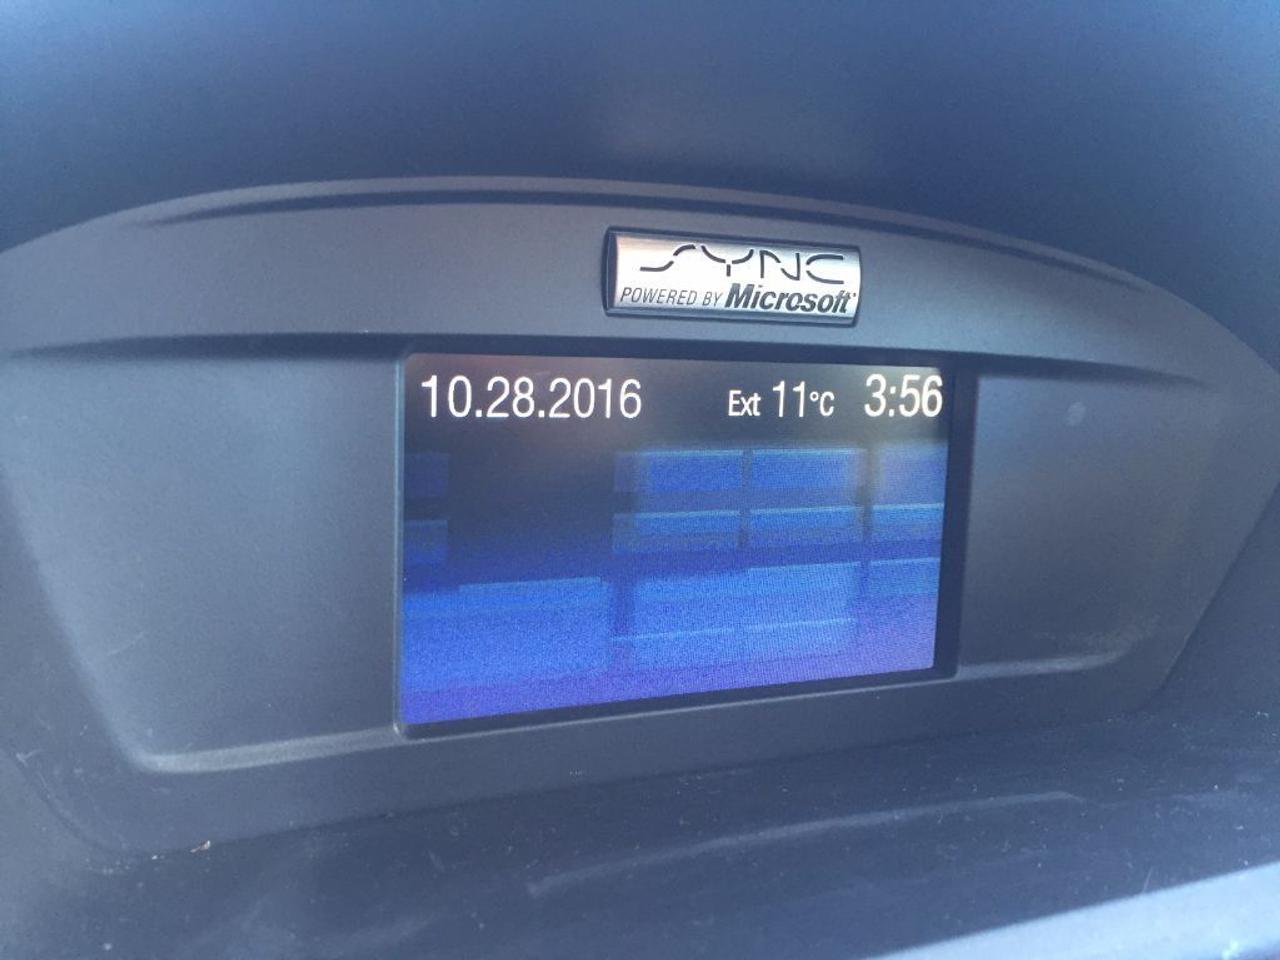 SYNC
POWERED BY Microsoft
10.28.2016 Ext 11°C 3:56